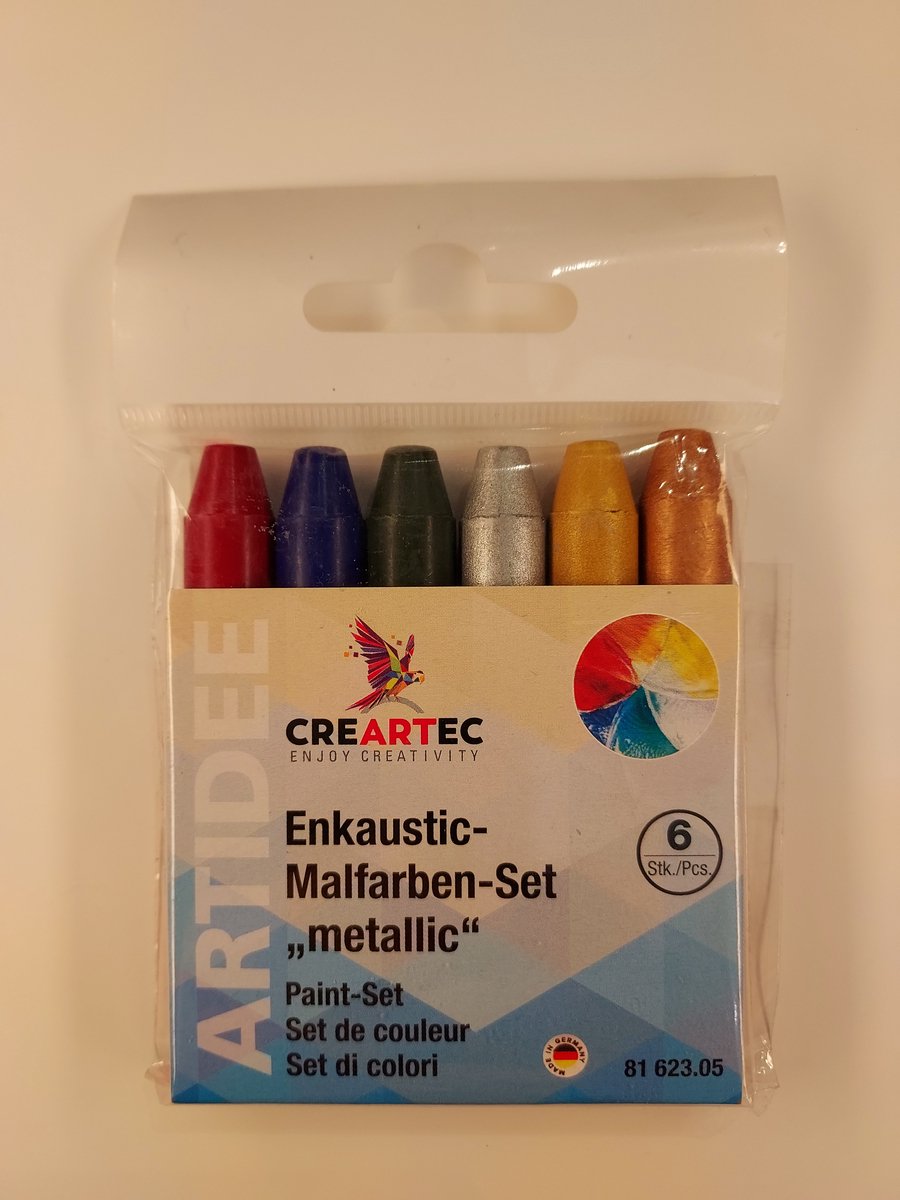 ARTIDEE
CREARTEC
ENJOY CREATIVITY
Enkaustic-
Malfarben-Set
„metallic“
6
Stk./Pcs.
Paint-Set
Set de couleur
Set di colori
MADE IN GERMANY
81 623.05